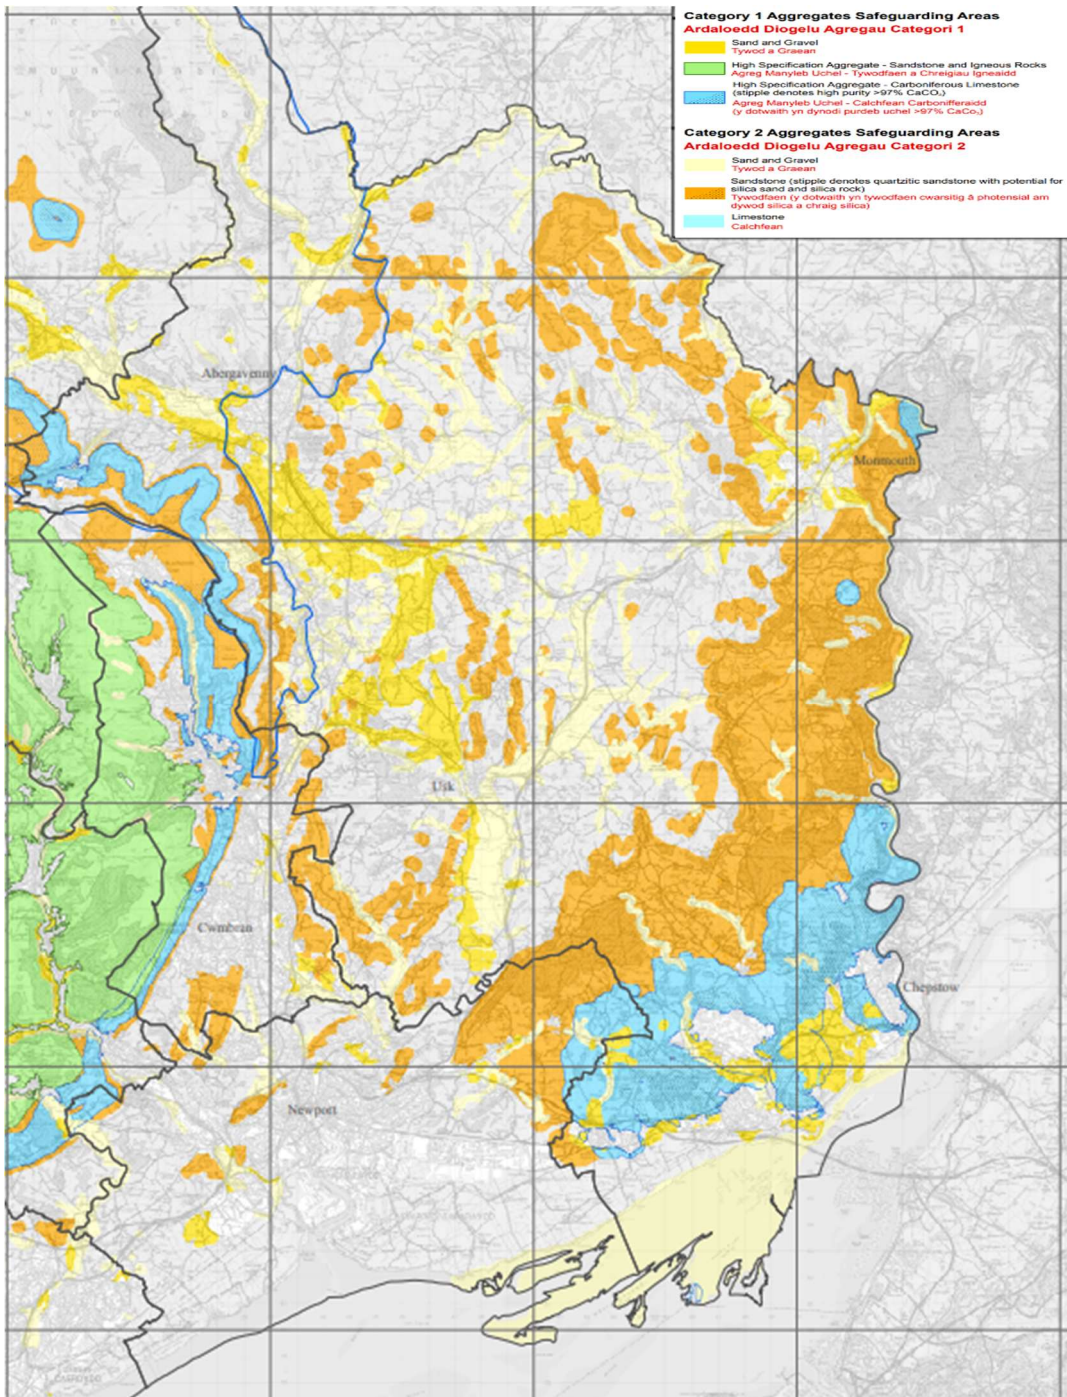 Category 1 Aggregates Safeguarding Areas
Ardaloedd Diogelu Agregau Categori 1
Sand and Gravel
Tywod a Graean
High Specification Aggregate - Sandstone and Igneous Rocks
Agreg Manyleb Uchel - Tywodfaen a Chreigiau Igneaidd
High Specification Aggregate - Carboniferous Limestone
(stipple denotes high purity >97% CaCO₃)
Agreg Manyleb Uchel - Calchfean Carbonifferaidd
(y dotwaith yn dynodi purdeb uchel >97% CaCo₃)
Category 2 Aggregates Safeguarding Areas
Ardaloedd Diogelu Agregau Categori 2
Sand and Gravel
Tywod a Graean
Sandstone (stipple denotes quartzitic sandstone with potential for
silica sand and silica rock)
Tywodfaen (y dotwaith yn tywodfaen cwarsitig â photensial am
dywod silica a chraig silica)
Limestone
Calchfean
Abergavenny
Monmouth
Usk
Cwmbran
Chepstow
Newport